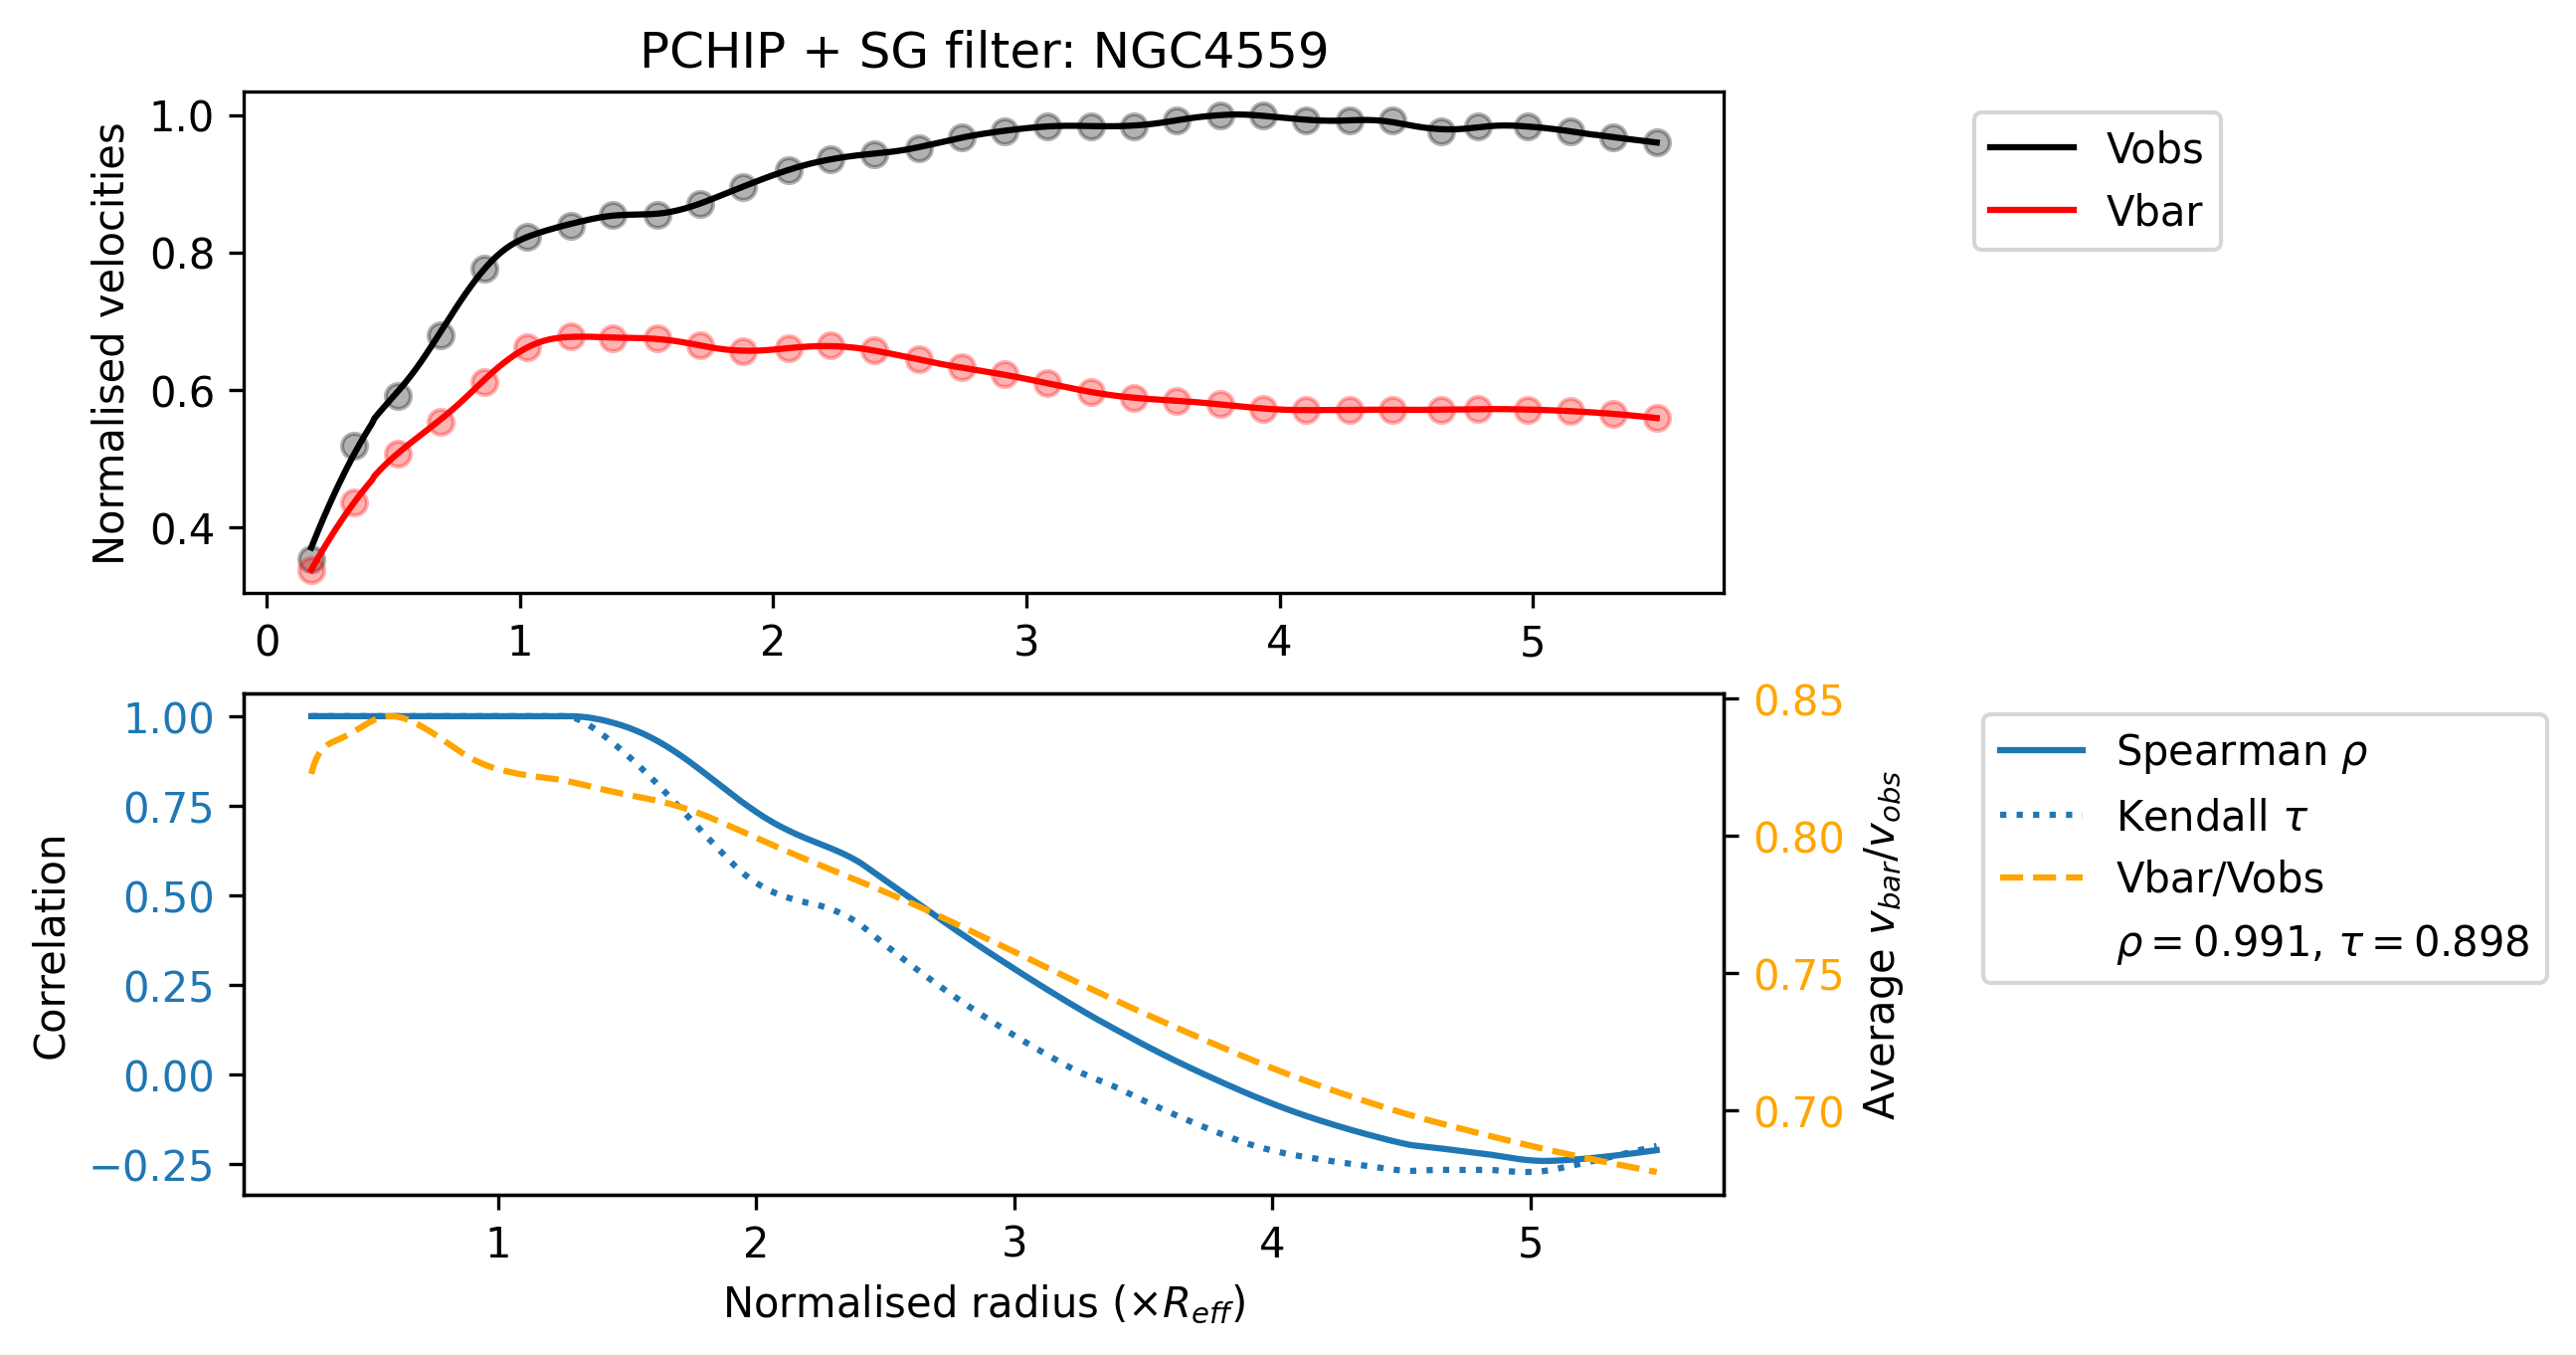 PCHIP + SG filter: NGC4559
Normalised velocities
1.0
0.8
0.6
0.4
0 1 2 3 4 5
Vobs
Vbar
Correlation
1.00
0.75
0.50
0.25
0.00
−0.25
0.85
0.80
0.75
0.70
Average v_bar/v_obs
1 2 3 4 5
Normalised radius (×R_eff)
Spearman ρ
Kendall τ
Vbar/Vobs
ρ = 0.991, τ = 0.898